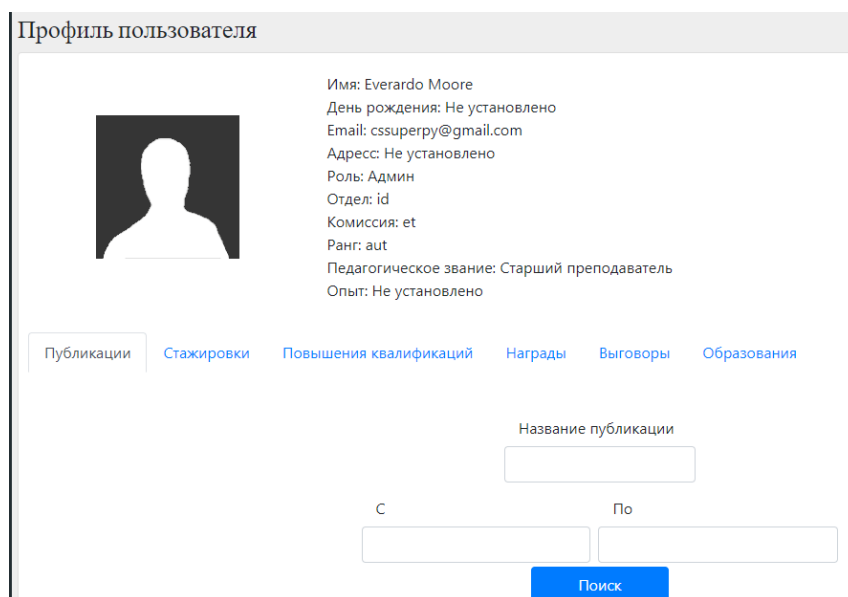 Профиль пользователя
Имя: Everardo Moore
День рождения: Не установлено
Email: cssuperpy@gmail.com
Адресс: Не установлено
Роль: Админ
Отдел: id
Комиссия: et
Ранг: aut
Педагогическое звание: Старший преподаватель
Опыт: Не установлено
Публикации Стажировки Повышения квалификаций Награды Выговоры Образования
Название публикации
С По
Поиск